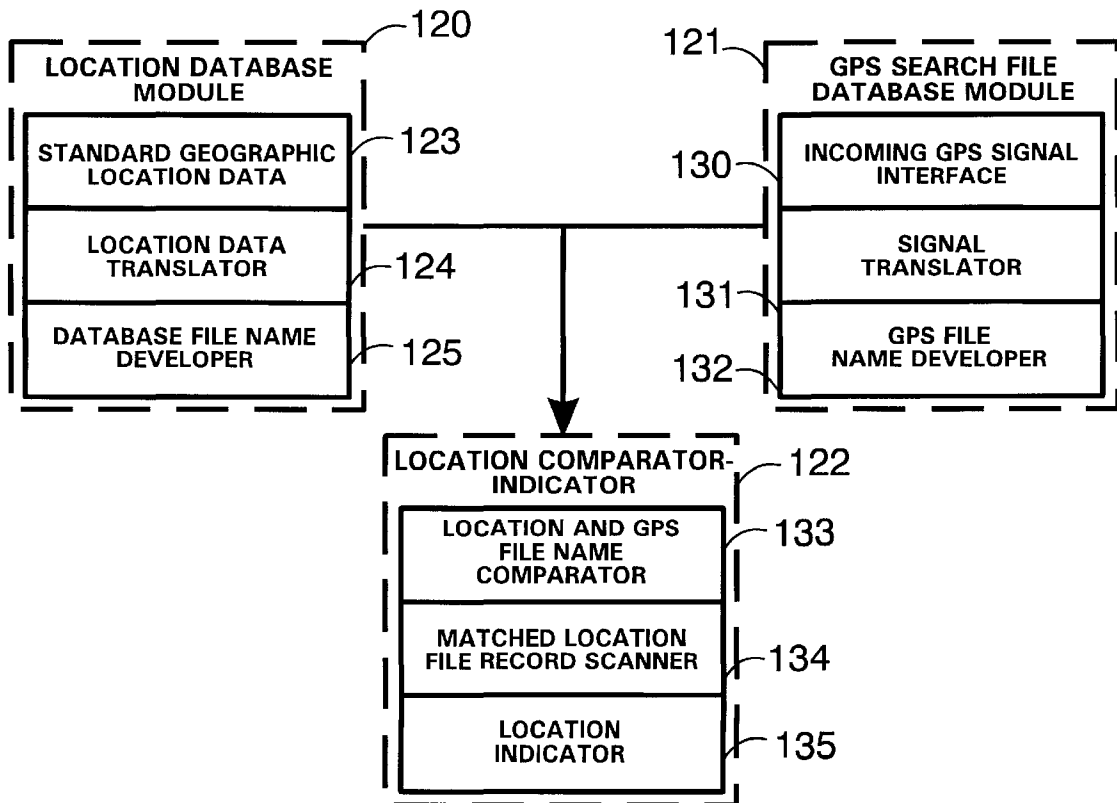 120
LOCATION DATABASE
MODULE
STANDARD GEOGRAPHIC
LOCATION DATA
123
LOCATION DATA
TRANSLATOR
124
DATABASE FILE NAME
DEVELOPER
125
121
GPS SEARCH FILE
DATABASE MODULE
INCOMING GPS SIGNAL
INTERFACE
130
SIGNAL
TRANSLATOR
131
GPS FILE
NAME DEVELOPER
132
LOCATION COMPARATOR-
INDICATOR
122
LOCATION AND GPS
FILE NAME
COMPARATOR
133
MATCHED LOCATION
FILE RECORD SCANNER
134
LOCATION
INDICATOR
135